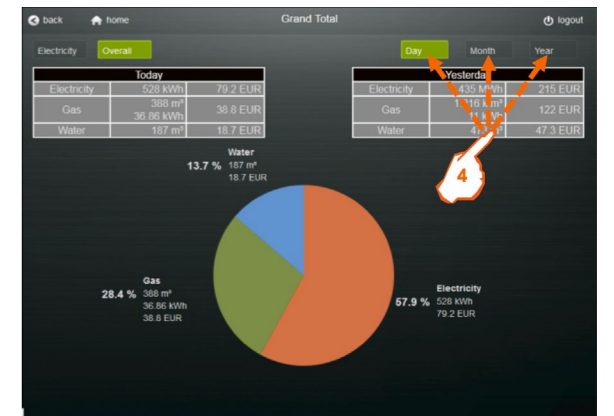 back home Grand Total logout
Electricity Overall Day Month Year
Today
Electricity 528 kWh 79.2 EUR
Gas 388 m³ 36.86 kWh 38.8 EUR
Water 187 m³ 18.7 EUR
Yesterday
Electricity 435 MWh 215 EUR
Gas 122 EUR
Water 47.3 EUR
4
Water
13.7 % 187 m³
18.7 EUR
Gas
28.4 % 388 m³
36.86 kWh
38.8 EUR
Electricity
57.9 % 528 kWh
79.2 EUR